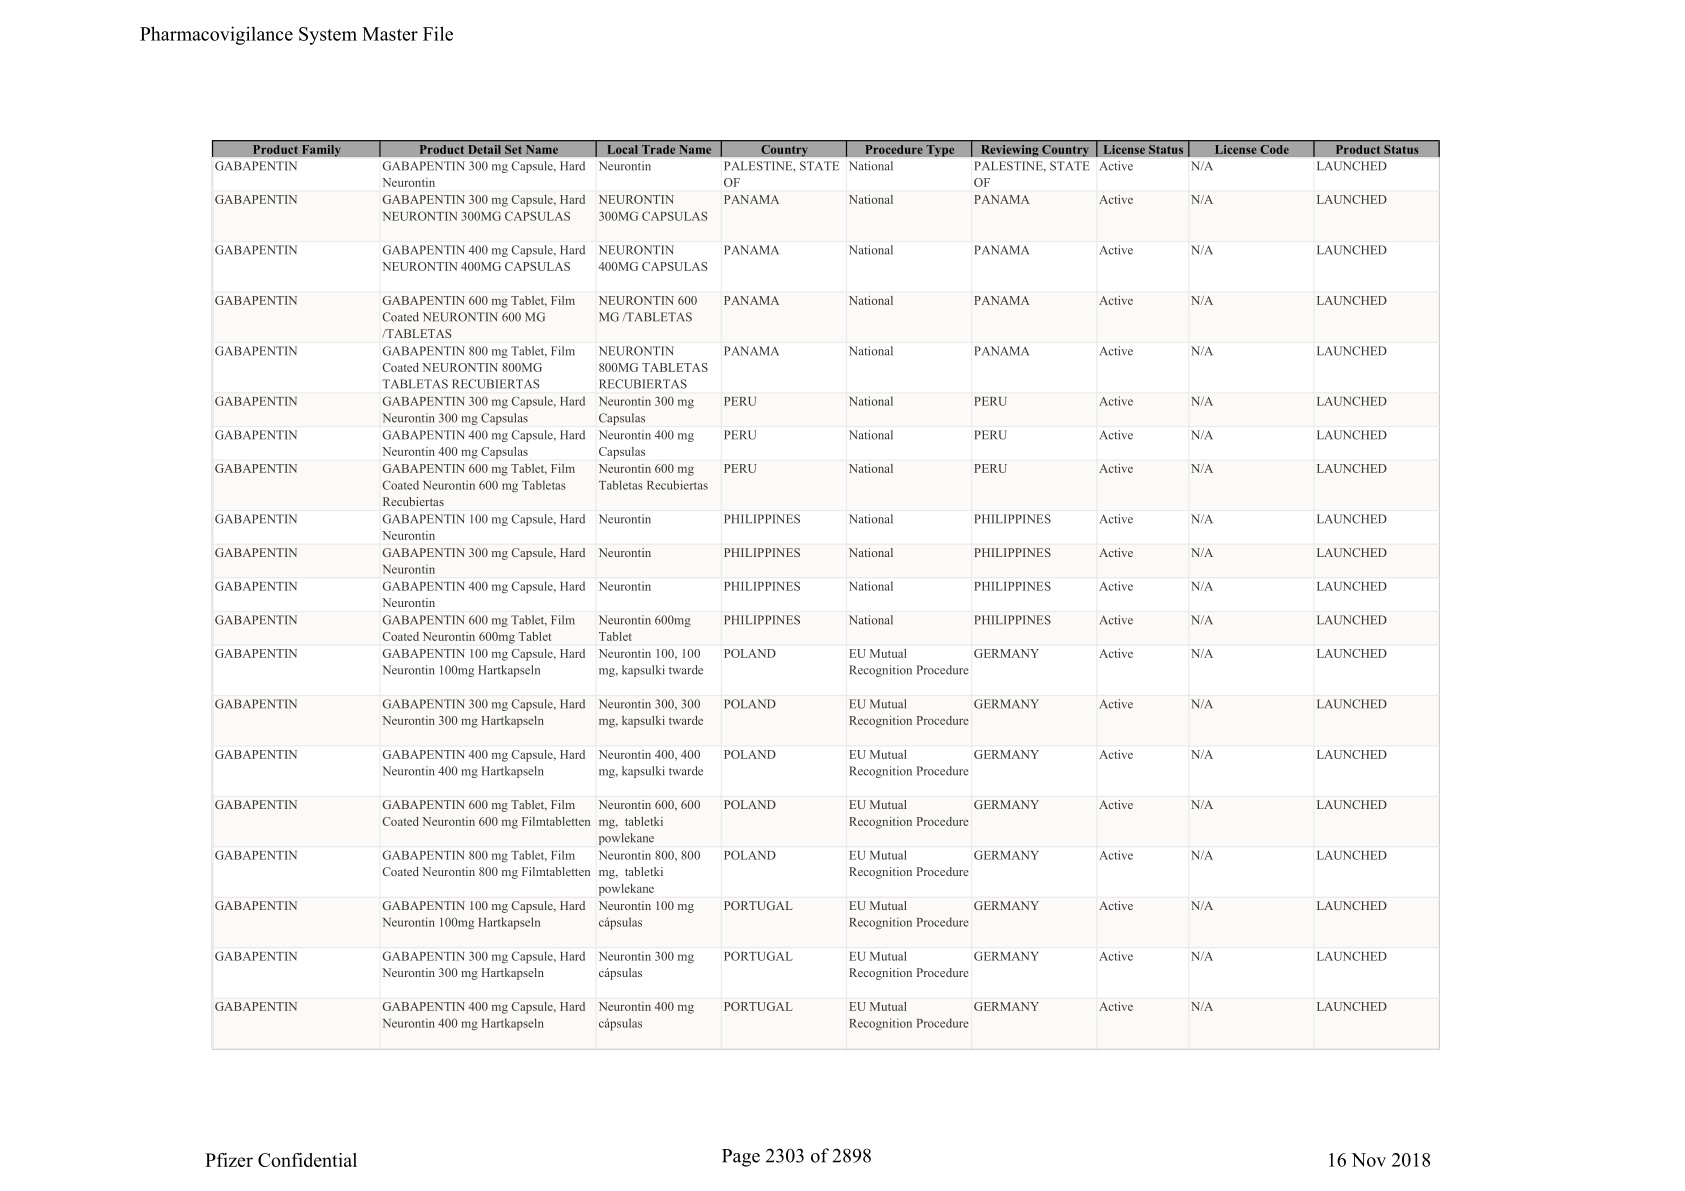 Pharmacovigilance System Master File
Product Family Product Detail Set Name Local Trade Name Country Procedure Type Reviewing Country License Status License Code Product Status
GABAPENTIN GABAPENTIN 300 mg Capsule, Hard Neurontin PALESTINE, STATE National PALESTINE, STATE Active N/A LAUNCHED
Neurontin OF OF
GABAPENTIN GABAPENTIN 300 mg Capsule, Hard NEURONTIN PANAMA National PANAMA Active N/A LAUNCHED
NEURONTIN 300MG CAPSULAS 300MG CAPSULAS
GABAPENTIN GABAPENTIN 400 mg Capsule, Hard NEURONTIN PANAMA National PANAMA Active N/A LAUNCHED
NEURONTIN 400MG CAPSULAS 400MG CAPSULAS
GABAPENTIN GABAPENTIN 600 mg Tablet, Film NEURONTIN 600 PANAMA National PANAMA Active N/A LAUNCHED
Coated NEURONTIN 600 MG MG /TABLETAS
/TABLETAS
GABAPENTIN GABAPENTIN 800 mg Tablet, Film NEURONTIN PANAMA National PANAMA Active N/A LAUNCHED
Coated NEURONTIN 800MG 800MG TABLETAS
TABLETAS RECUBIERTAS RECUBIERTAS
GABAPENTIN GABAPENTIN 300 mg Capsule, Hard Neurontin 300 mg PERU National PERU Active N/A LAUNCHED
Neurontin 300 mg Capsulas Capsulas
GABAPENTIN GABAPENTIN 400 mg Capsule, Hard Neurontin 400 mg PERU National PERU Active N/A LAUNCHED
Neurontin 400 mg Capsulas Capsulas
GABAPENTIN GABAPENTIN 600 mg Tablet, Film Neurontin 600 mg PERU National PERU Active N/A LAUNCHED
Coated Neurontin 600 mg Tabletas Tabletas Recubiertas
Recubiertas
GABAPENTIN GABAPENTIN 100 mg Capsule, Hard Neurontin PHILIPPINES National PHILIPPINES Active N/A LAUNCHED
Neurontin
GABAPENTIN GABAPENTIN 300 mg Capsule, Hard Neurontin PHILIPPINES National PHILIPPINES Active N/A LAUNCHED
Neurontin
GABAPENTIN GABAPENTIN 400 mg Capsule, Hard Neurontin PHILIPPINES National PHILIPPINES Active N/A LAUNCHED
Neurontin
GABAPENTIN GABAPENTIN 600 mg Tablet, Film Neurontin 600mg PHILIPPINES National PHILIPPINES Active N/A LAUNCHED
Coated Neurontin 600mg Tablet Tablet
GABAPENTIN GABAPENTIN 100 mg Capsule, Hard Neurontin 100, 100 POLAND EU Mutual GERMANY Active N/A LAUNCHED
Neurontin 100mg Hartkapseln mg, kapsulki twarde Recognition Procedure
GABAPENTIN GABAPENTIN 300 mg Capsule, Hard Neurontin 300, 300 POLAND EU Mutual GERMANY Active N/A LAUNCHED
Neurontin 300 mg Hartkapseln mg, kapsulki twarde Recognition Procedure
GABAPENTIN GABAPENTIN 400 mg Capsule, Hard Neurontin 400, 400 POLAND EU Mutual GERMANY Active N/A LAUNCHED
Neurontin 400 mg Hartkapseln mg, kapsulki twarde Recognition Procedure
GABAPENTIN GABAPENTIN 600 mg Tablet, Film Neurontin 600, 600 POLAND EU Mutual GERMANY Active N/A LAUNCHED
Coated Neurontin 600 mg Filmtabletten mg, tabletki Recognition Procedure
powlekane
GABAPENTIN GABAPENTIN 800 mg Tablet, Film Neurontin 800, 800 POLAND EU Mutual GERMANY Active N/A LAUNCHED
Coated Neurontin 800 mg Filmtabletten mg, tabletki Recognition Procedure
powlekane
GABAPENTIN GABAPENTIN 100 mg Capsule, Hard Neurontin 100 mg PORTUGAL EU Mutual GERMANY Active N/A LAUNCHED
Neurontin 100mg Hartkapseln cápsulas Recognition Procedure
GABAPENTIN GABAPENTIN 300 mg Capsule, Hard Neurontin 300 mg PORTUGAL EU Mutual GERMANY Active N/A LAUNCHED
Neurontin 300 mg Hartkapseln cápsulas Recognition Procedure
GABAPENTIN GABAPENTIN 400 mg Capsule, Hard Neurontin 400 mg PORTUGAL EU Mutual GERMANY Active N/A LAUNCHED
Neurontin 400 mg Hartkapseln cápsulas Recognition Procedure
Pfizer Confidential Page 2303 of 2898 16 Nov 2018